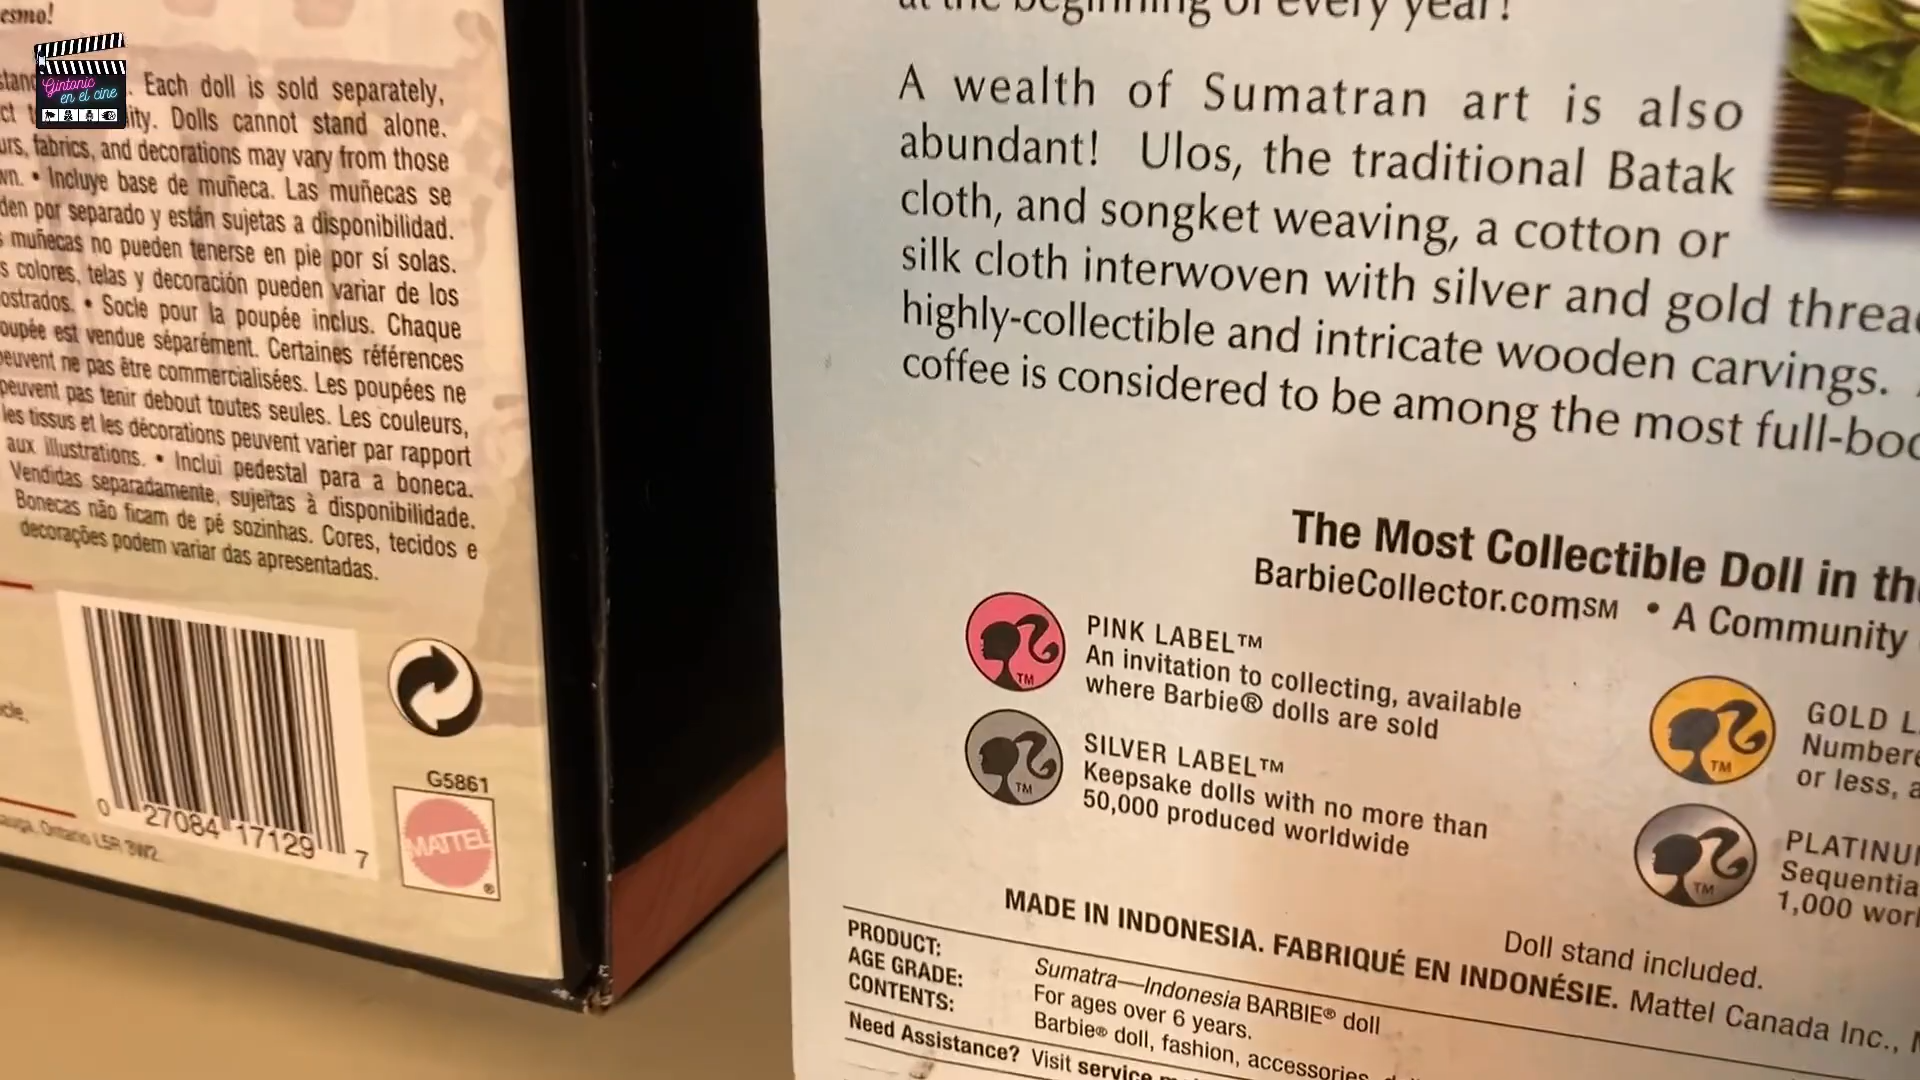 esmo!
Gintonic
en el cine
Each doll is sold separately,
ity. Dolls cannot stand alone.
urs, fabrics, and decorations may vary from those
wn. • Incluye base de muñeca. Las muñecas se
den por separado y están sujetas a disponibilidad.
s muñecas no pueden tenerse en pie por sí solas.
s colores, telas y decoración pueden variar de los
ostrados. • Socle pour la poupée inclus. Chaque
oupée est vendue séparément. Certaines références
peuvent ne pas être commercialisées. Les poupées ne
peuvent pas tenir debout toutes seules. Les couleurs,
les tissus et les décorations peuvent varier par rapport
aux illustrations. • Inclui pedestal para a boneca.
Vendidas separadamente, sujeitas à disponibilidade.
Bonecas não ficam de pé sozinhas. Cores, tecidos e
decorações podem variar das apresentadas.
0 27084 17129 7
G5861
MATTEL
®
Ontario L5R 3W2.
at the beginning of every year!
A wealth of Sumatran art is also
abundant! Ulos, the traditional Batak
cloth, and songket weaving, a cotton or
silk cloth interwoven with silver and gold threa
highly-collectible and intricate wooden carvings.
coffee is considered to be among the most full-bo
The Most Collectible Doll in th
BarbieCollector.com℠ • A Community
PINK LABEL™
An invitation to collecting, available
where Barbie® dolls are sold
TM
SILVER LABEL™
Keepsake dolls with no more than
50,000 produced worldwide
TM
GOLD L
Numbere
or less, a
TM
PLATINU
Sequentia
1,000 wor
TM
Doll stand included.
MADE IN INDONESIA. FABRIQUÉ EN INDONÉSIE. Mattel Canada Inc.,
PRODUCT: Sumatra—Indonesia BARBIE® doll
AGE GRADE: For ages over 6 years.
CONTENTS: Barbie® doll, fashion, accessories,
Need Assistance? Visit service